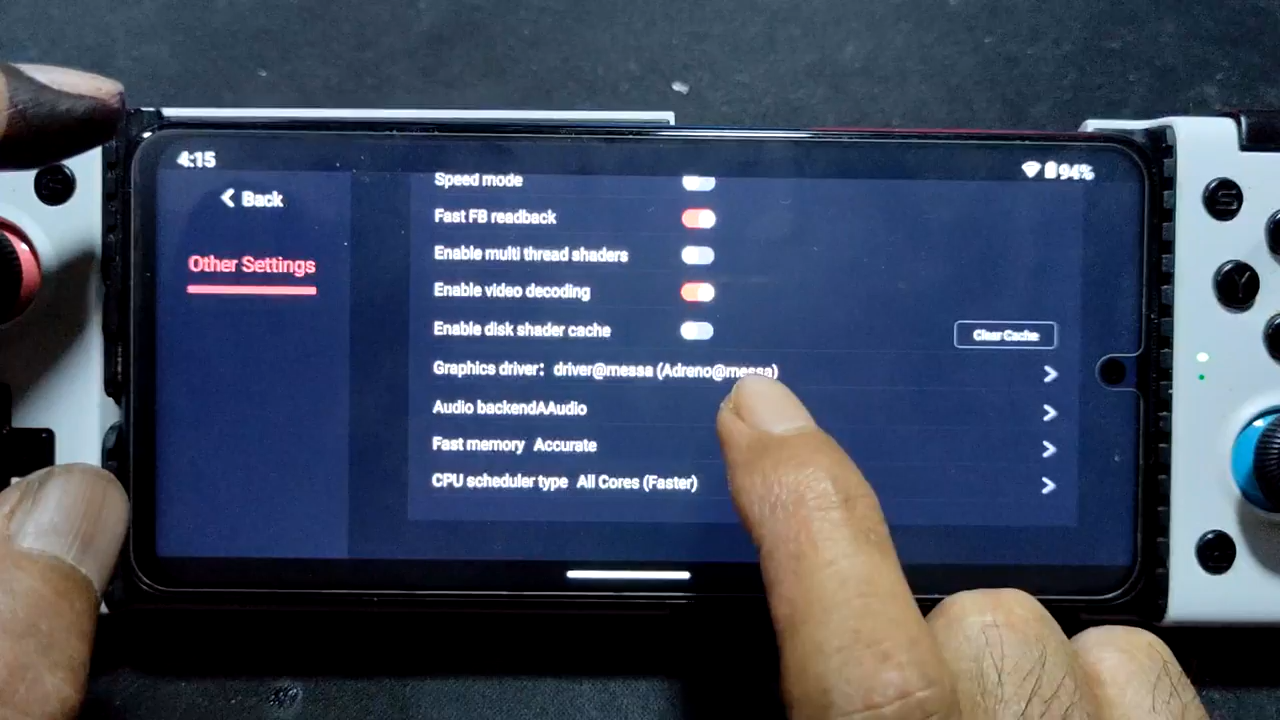 4:15
94%
Back
Other Settings
Speed mode
Fast FB readback
Enable multi thread shaders
Enable video decoding
Enable disk shader cache
Clear Cache
Graphics driver: driver@messa (Adreno@messa)
Audio backendAAudio
Fast memory Accurate
CPU scheduler type All Cores (Faster)
S
Y